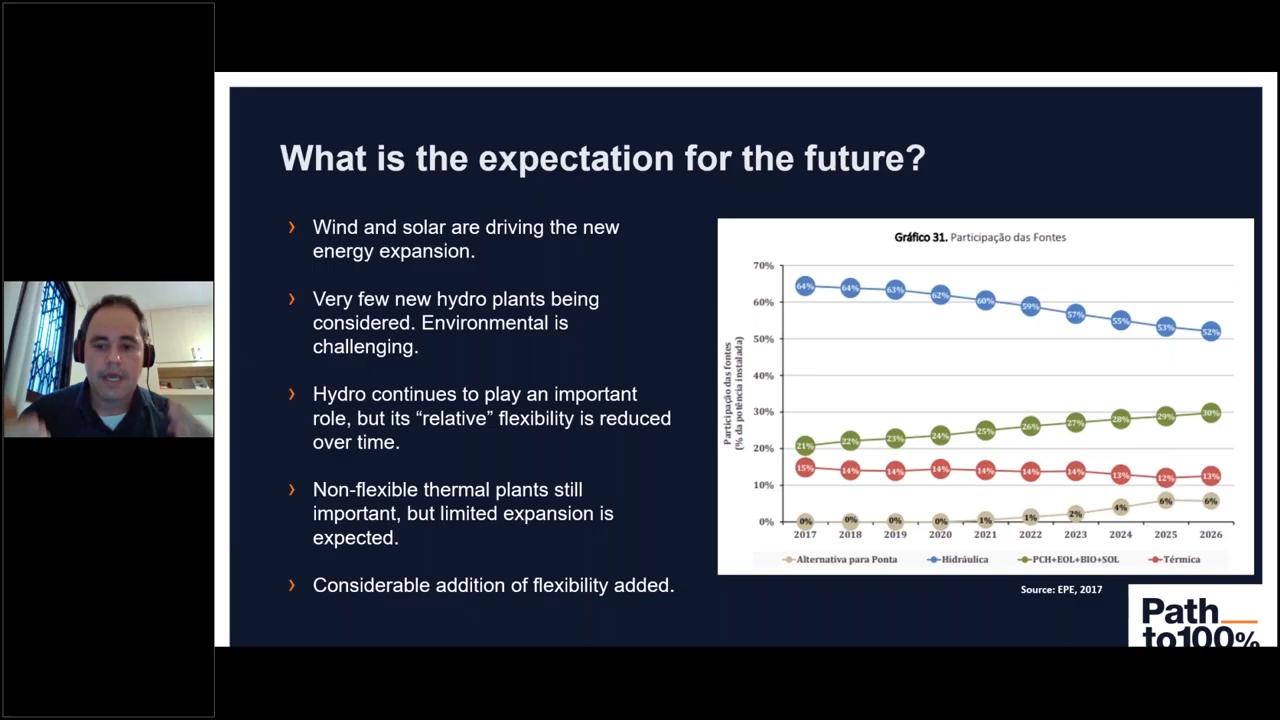 What is the expectation for the future?
› Wind and solar are driving the new
energy expansion.
› Very few new hydro plants being
considered. Environmental is
challenging.
› Hydro continues to play an important
role, but its “relative” flexibility is reduced
over time.
› Non-flexible thermal plants still
important, but limited expansion is
expected.
› Considerable addition of flexibility added.
Gráfico 31. Participação das Fontes
Participação das fontes
(% da potência instalada)
70%
60%
50%
40%
30%
20%
10%
0%
64% 64% 63% 62% 60% 59% 57% 55% 53% 52%
21% 22% 23% 24% 25% 26% 27% 28% 29% 30%
15% 14% 14% 14% 14% 14% 14% 13% 12% 13%
0% 0% 0% 0% 1% 1% 2% 4% 6% 6%
2017 2018 2019 2020 2021 2022 2023 2024 2025 2026
Alternativa para Ponta Hidráulica PCH+EOL+BIO+SOL Térmica
Source: EPE, 2017
Path
to100%